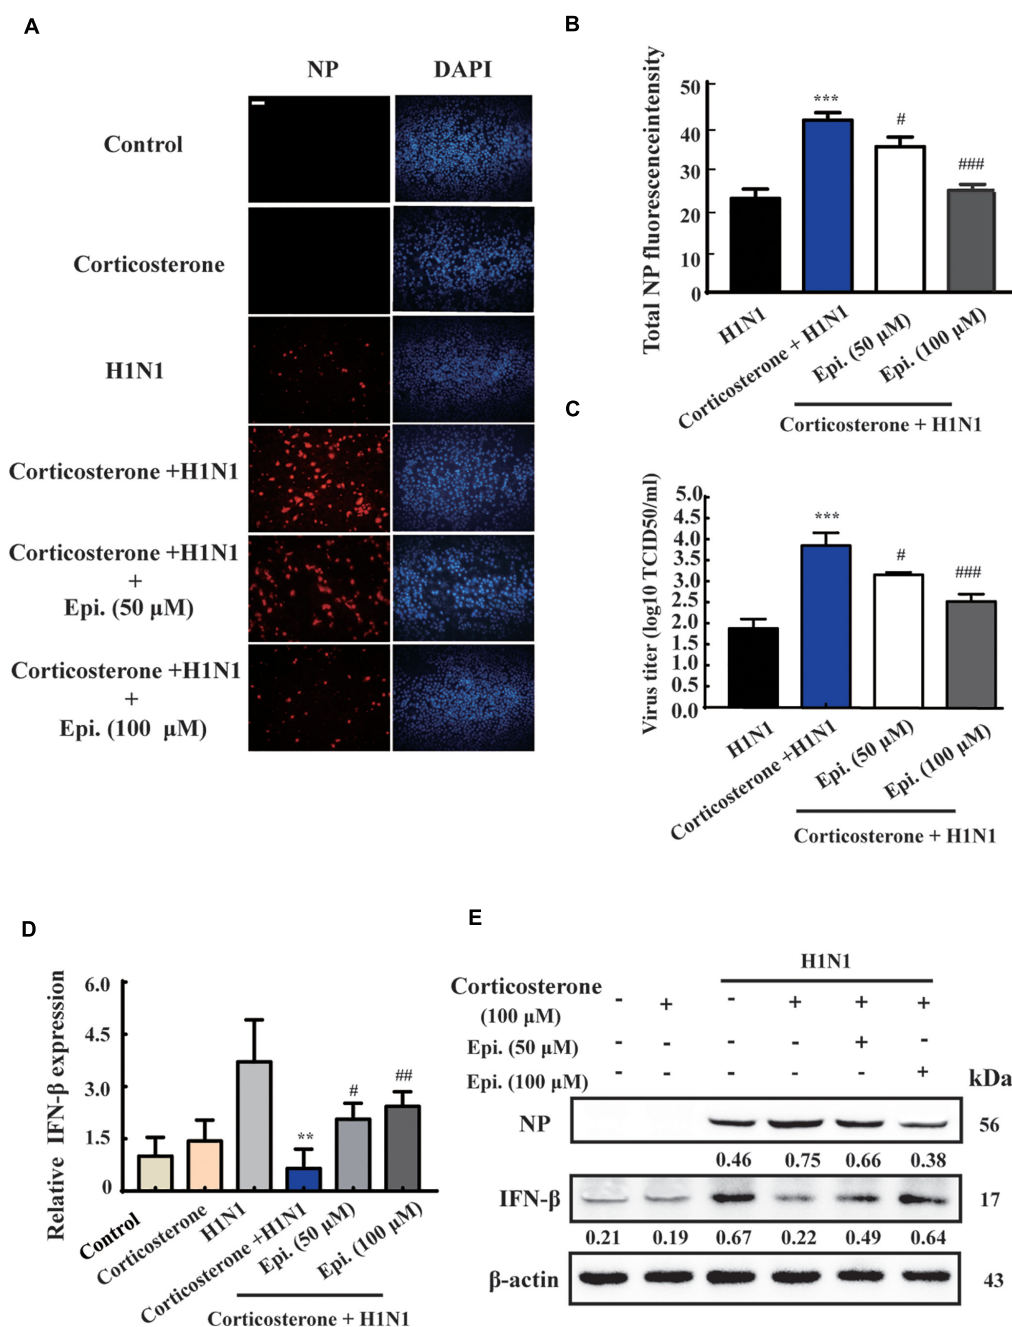 A
NP
DAPI
Control
Corticosterone
H1N1
Corticosterone +H1N1
Corticosterone +H1N1
+
Epi. (50 μM)
Corticosterone +H1N1
+
Epi. (100 μM)
B
Total NP fluorescenceintensity
50
40
30
20
10
0
***
#
###
H1N1
Corticosterone + H1N1
Epi. (50 μM)
Epi. (100 μM)
Corticosterone + H1N1
C
Virus titer (log10 TCID50/ml)
5.0
4.5
4.0
3.5
3.0
2.5
2.0
1.5
1.0
0.5
0.0
***
#
###
H1N1
Corticosterone +H1N1
Epi. (50 μM)
Epi. (100 μM)
Corticosterone + H1N1
D
Relative IFN-β expression
6.0
4.5
3.0
1.5
0
**
#
##
Control
Corticosterone
H1N1
Corticosterone +H1N1
Epi. (50 μM)
Epi. (100 μM)
Corticosterone + H1N1
E
H1N1
Corticosterone (100 μM) - + - + + +
Epi. (50 μM) - - - - + -
Epi. (100 μM) - - - - - +
kDa
NP 56
0.46 0.75 0.66 0.38
IFN-β 17
0.21 0.19 0.67 0.22 0.49 0.64
β-actin 43